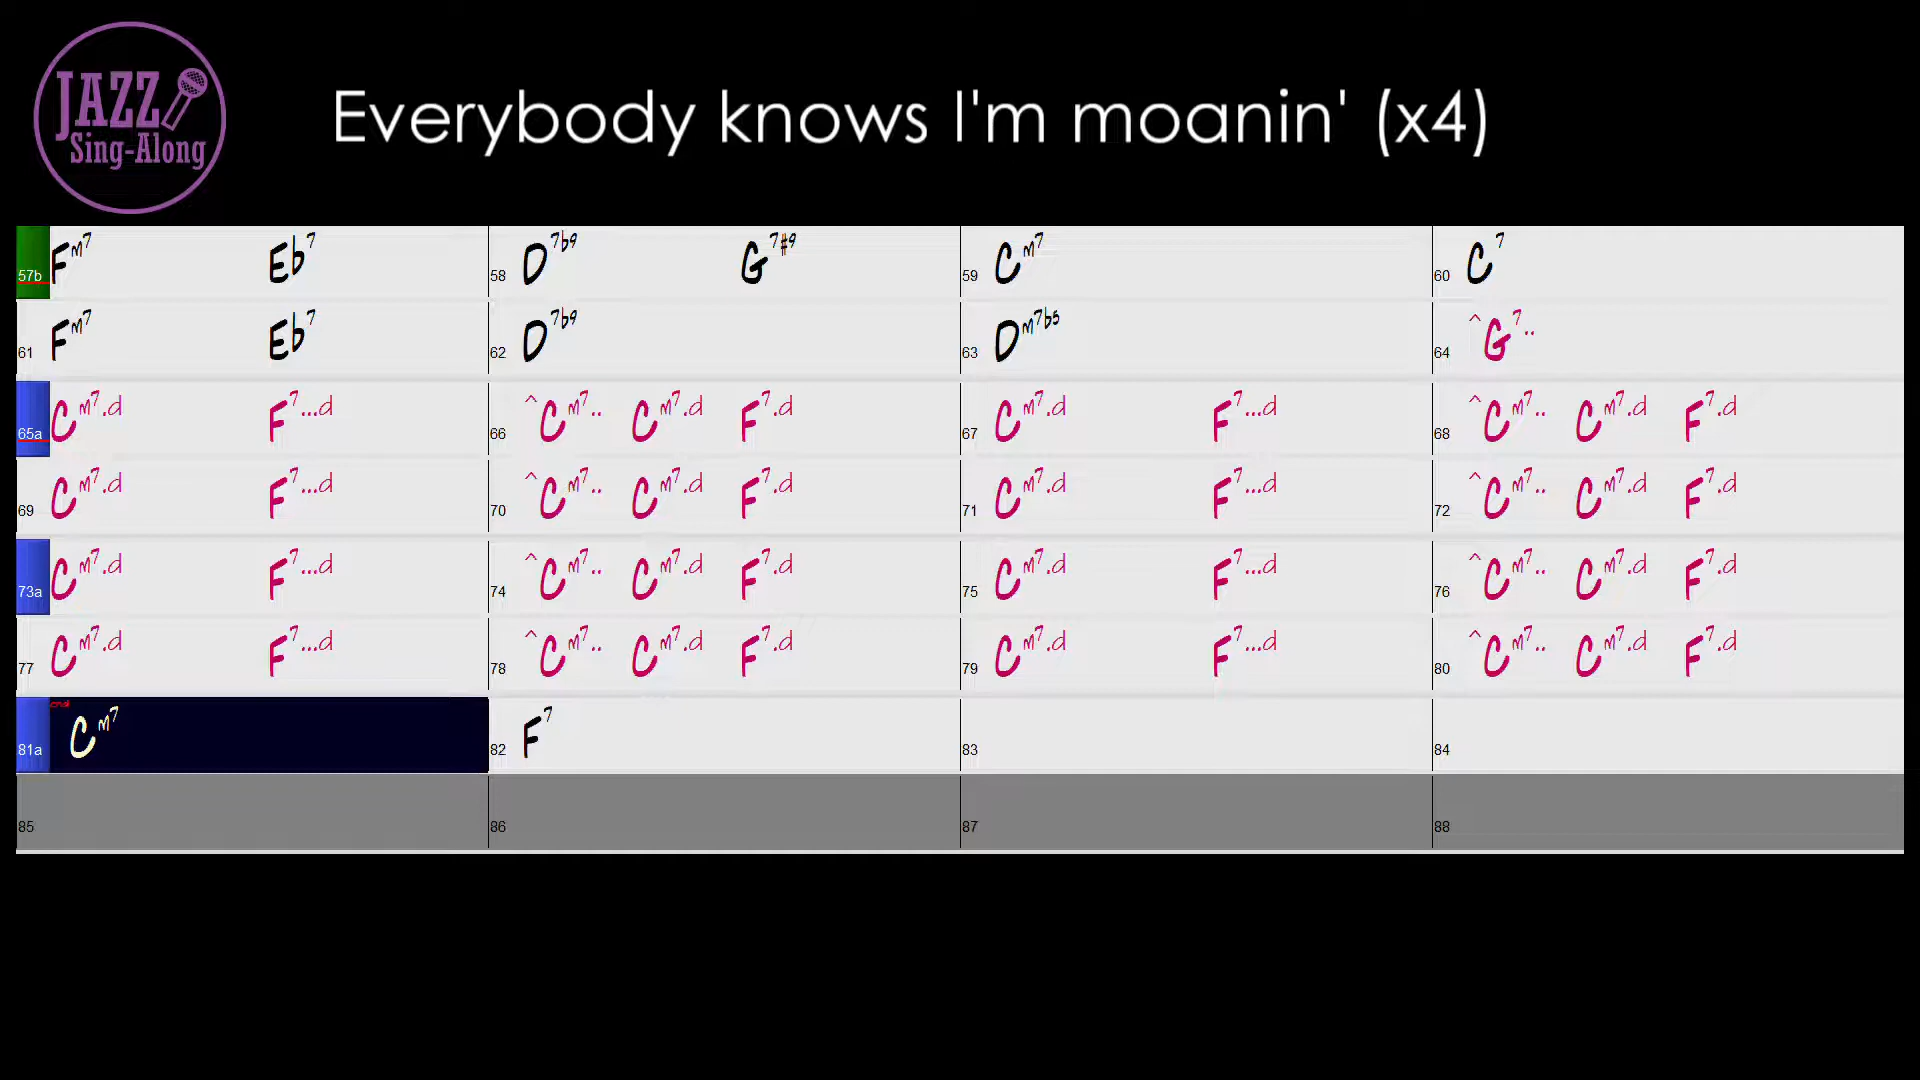 JAZZ
Sing-Along
Everybody knows I'm moanin' (x4)
57b Fm7 Eb7 58 D7b9 G7#9 59 Cm7 60 C7
61 Fm7 Eb7 62 D7b9 63 Dm7b5 64 ^G7..
65a Cm7.d F7...d 66 ^Cm7.. Cm7.d F7.d 67 Cm7.d F7...d 68 ^Cm7.. Cm7.d F7.d
69 Cm7.d F7...d 70 ^Cm7.. Cm7.d F7.d 71 Cm7.d F7...d 72 ^Cm7.. Cm7.d F7.d
73a Cm7.d F7...d 74 ^Cm7.. Cm7.d F7.d 75 Cm7.d F7...d 76 ^Cm7.. Cm7.d F7.d
77 Cm7.d F7...d 78 ^Cm7.. Cm7.d F7.d 79 Cm7.d F7...d 80 ^Cm7.. Cm7.d F7.d
81a Cm7 82 F7 83 84
85 86 87 88